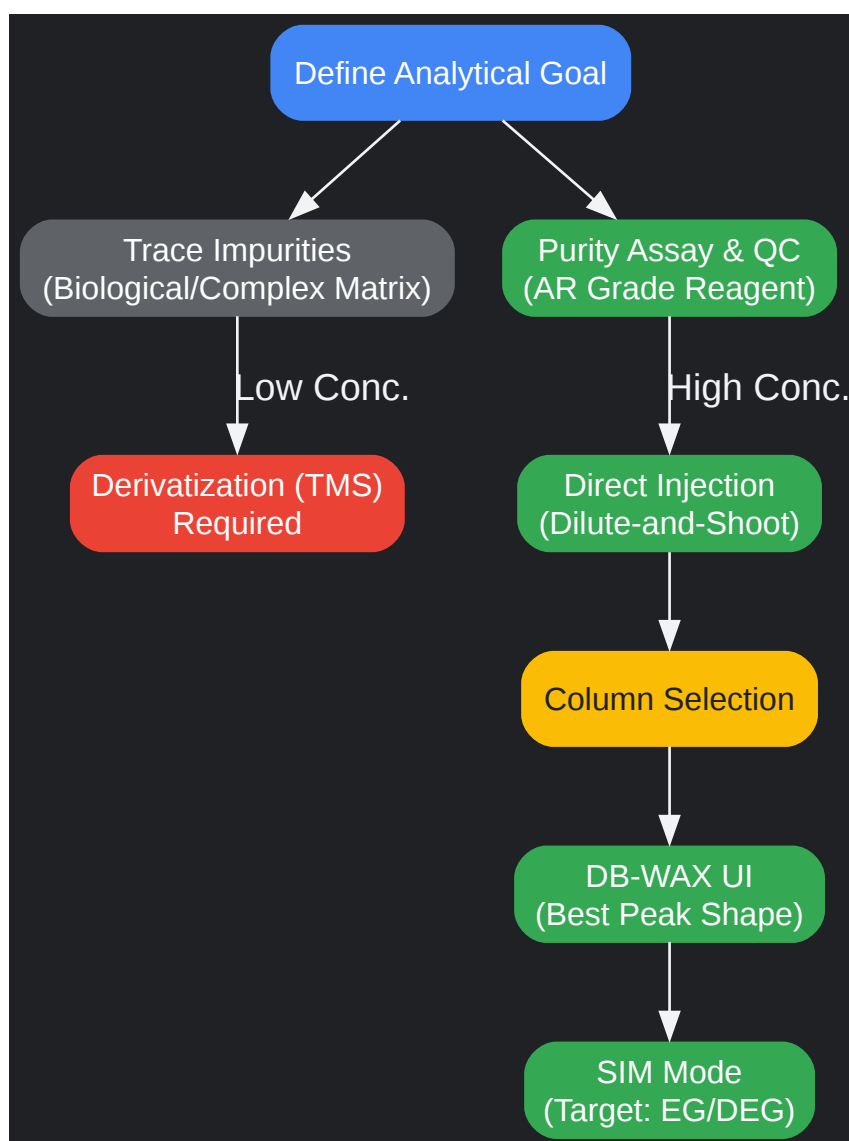 Define Analytical Goal
Trace Impurities
(Biological/Complex Matrix)
Purity Assay & QC
(AR Grade Reagent)
Low Conc.
High Conc.
Derivatization (TMS)
Required
Direct Injection
(Dilute-and-Shoot)
Column Selection
DB-WAX UI
(Best Peak Shape)
SIM Mode
(Target: EG/DEG)